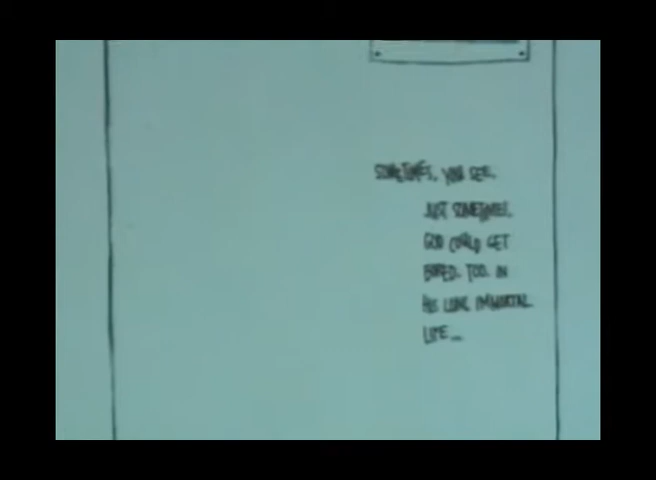 SOMETIMES, YOU SEE,
JUST SOMETIMES,
GOD COULD GET
BORED, TOO, IN
HIS LONG IMMORTAL
LIFE...